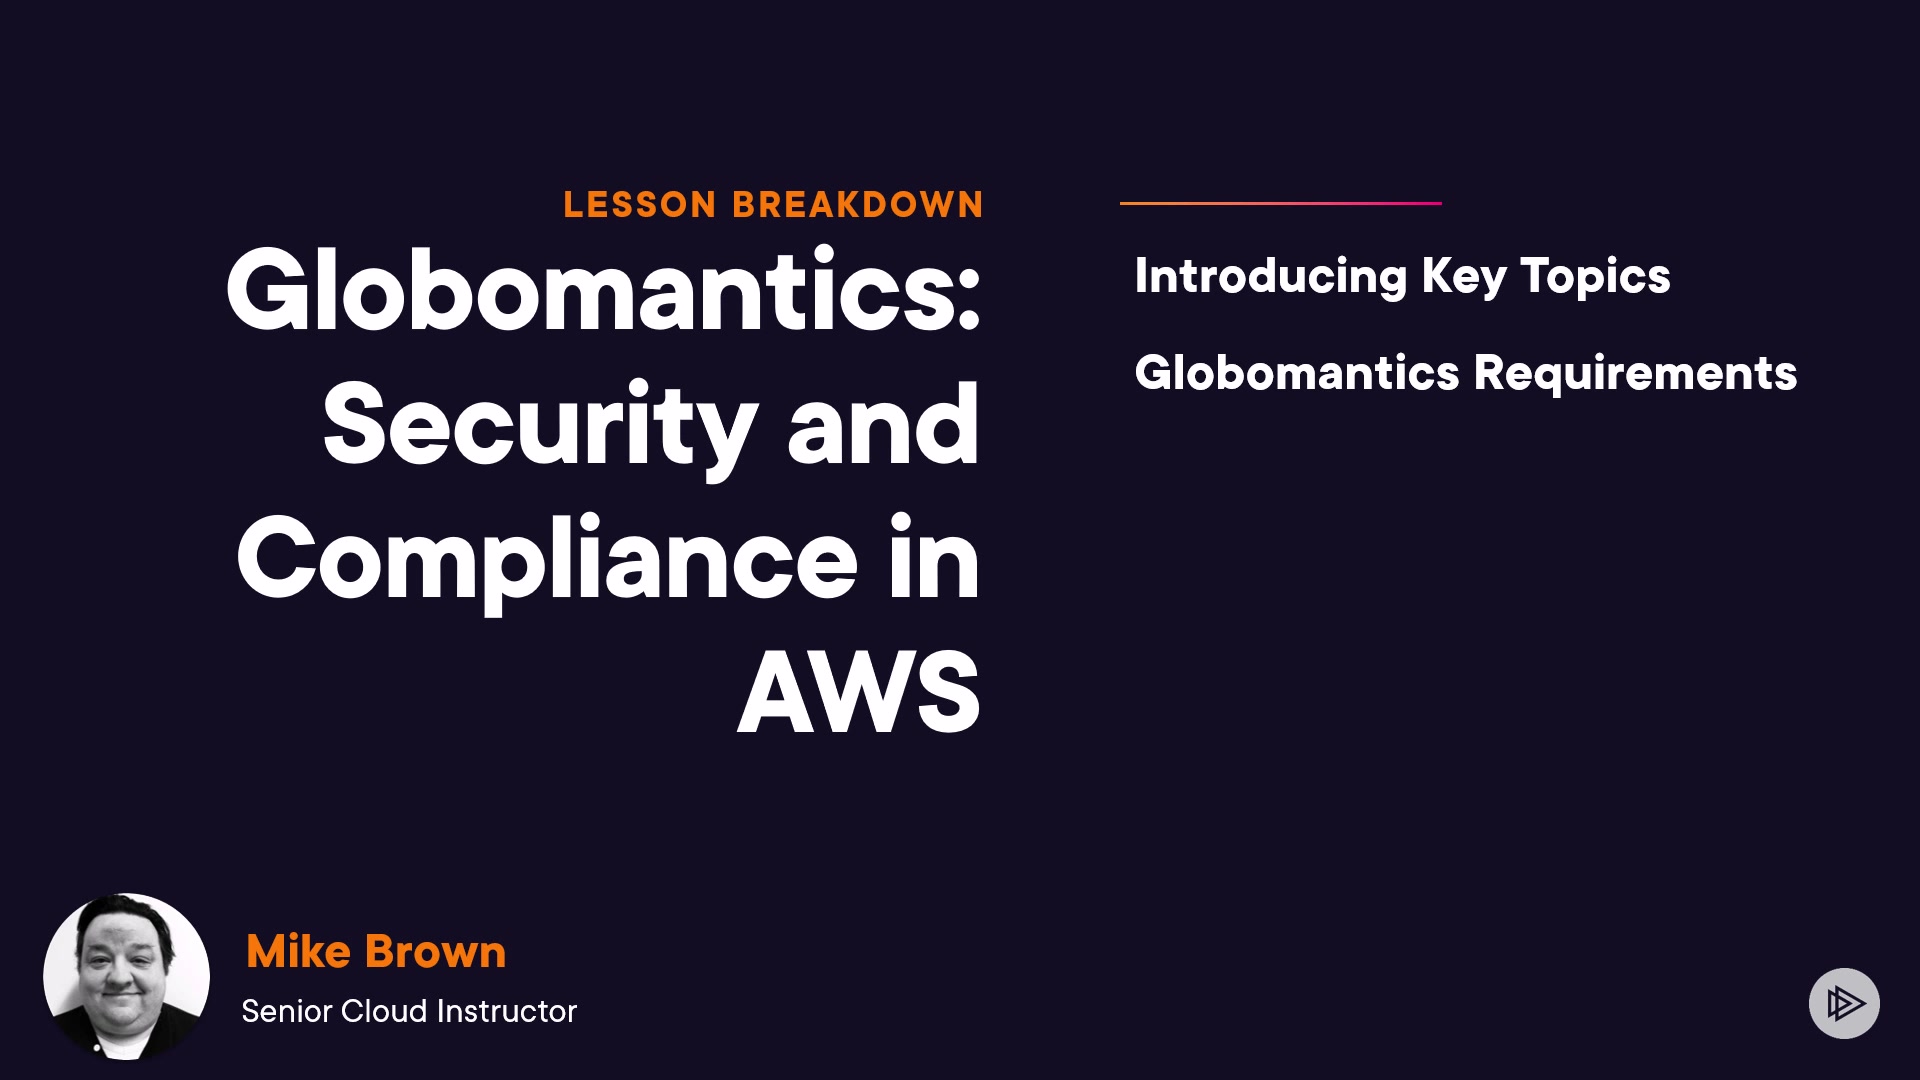 LESSON BREAKDOWN
Globomantics:
Security and
Compliance in
AWS
Introducing Key Topics
Globomantics Requirements
Mike Brown
Senior Cloud Instructor